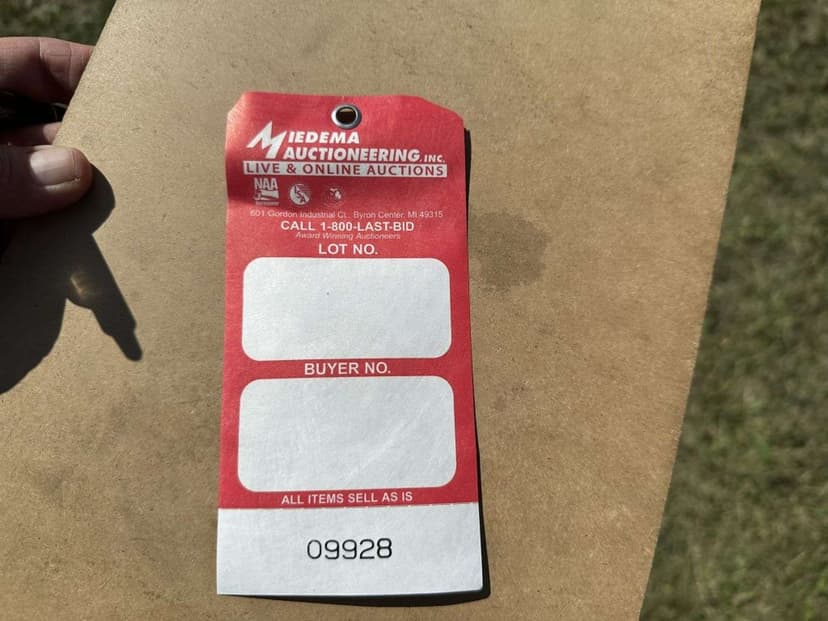 MIEDEMA
AUCTIONEERING, INC.
LIVE & ONLINE AUCTIONS
NAA
601 Gordon Industrial Ct., Byron Center, MI 49315
CALL 1-800-LAST-BID
Award Winning Auctioneers
LOT NO.
BUYER NO.
ALL ITEMS SELL AS IS
09928